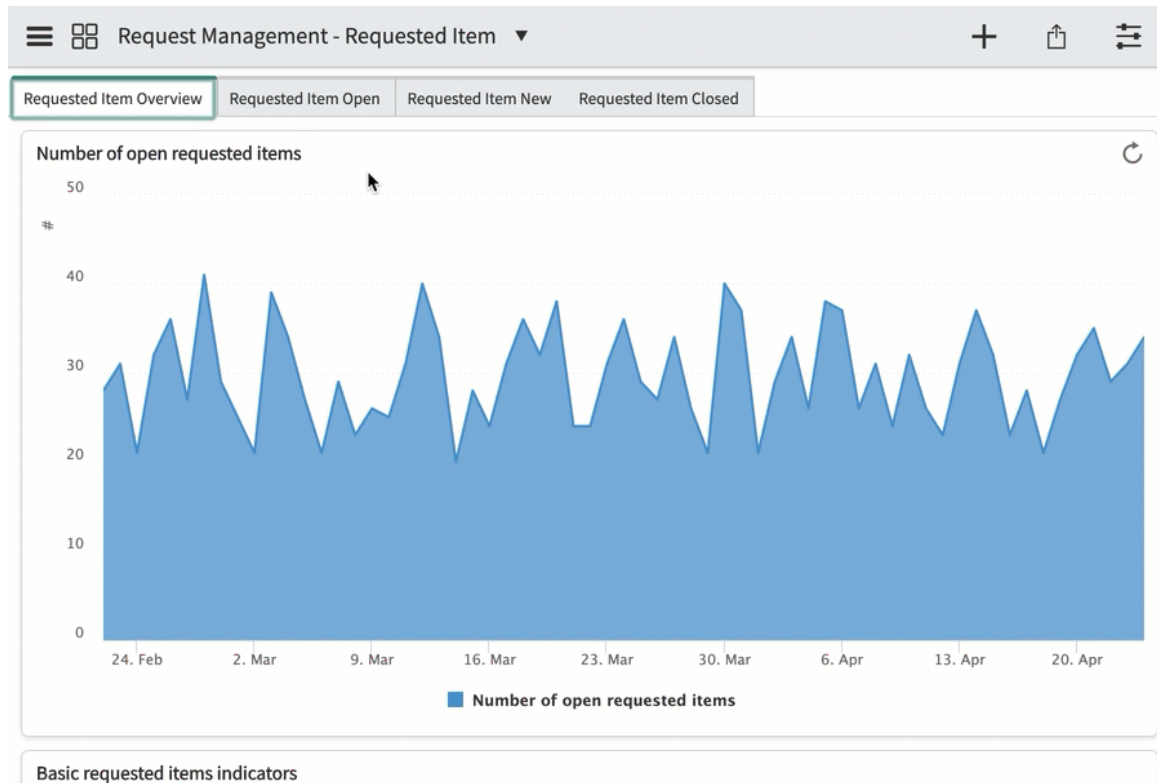 Request Management - Requested Item ▼
Requested Item Overview Requested Item Open Requested Item New Requested Item Closed
Number of open requested items
50
#
40
30
20
10
0
24. Feb 2. Mar 9. Mar 16. Mar 23. Mar 30. Mar 6. Apr 13. Apr 20. Apr
Number of open requested items
Basic requested items indicators